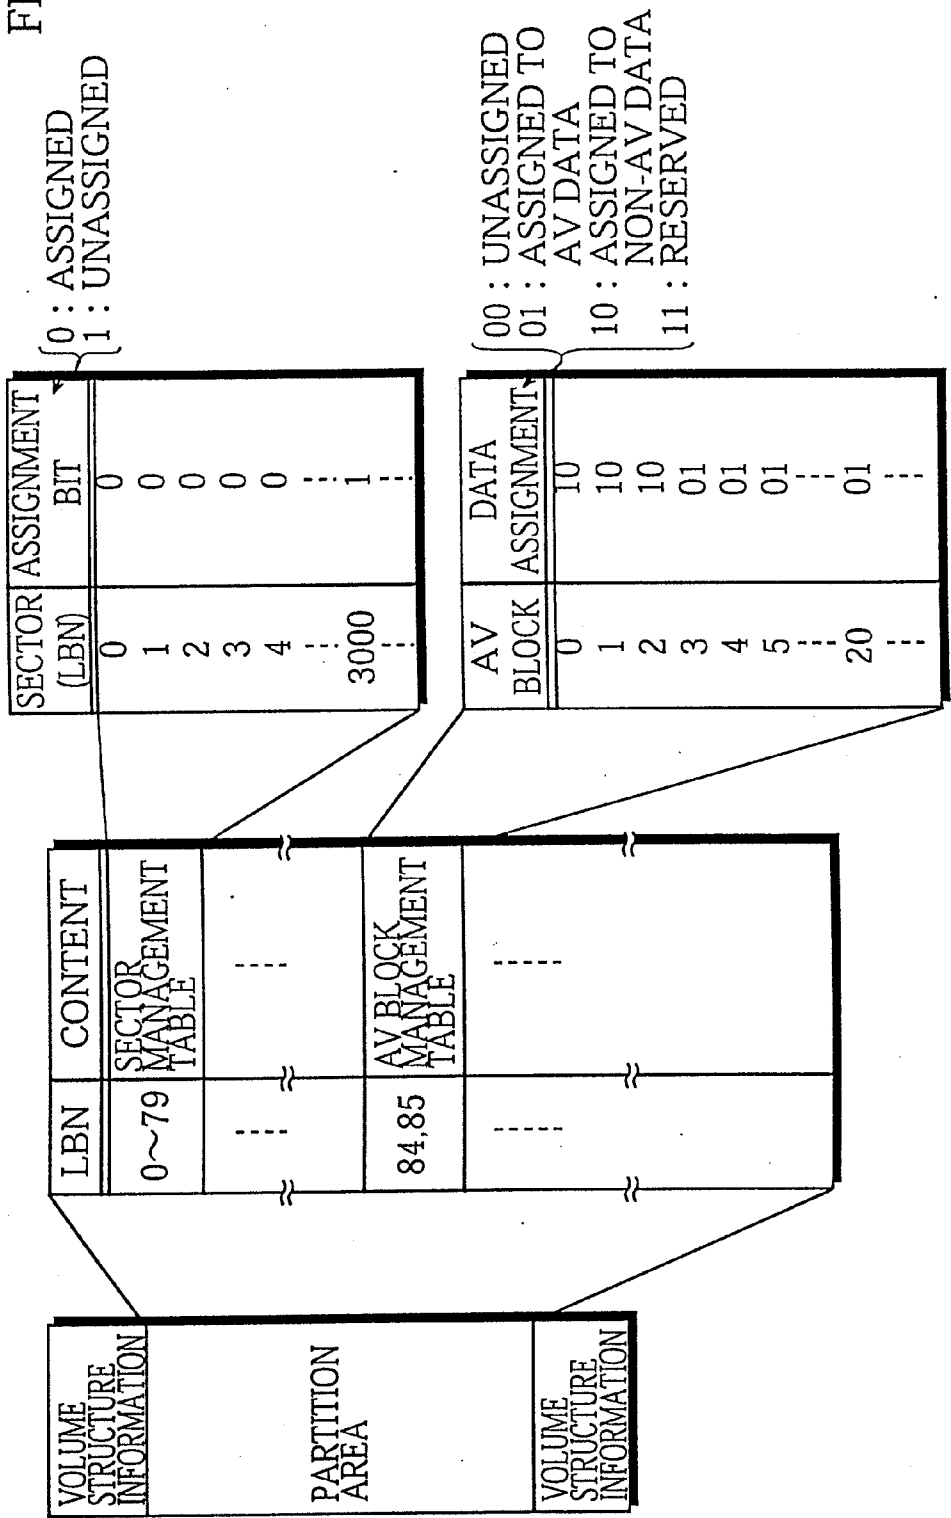 FI
VOLUME
STRUCTURE
INFORMATION
PARTITION
AREA
VOLUME
STRUCTURE
INFORMATION
LBN CONTENT
0～79 SECTOR
MANAGEMENT
TABLE
84,85 AV BLOCK
MANAGEMENT
TABLE
SECTOR ASSIGNMENT
(LBN) BIT
0 0
1 0
2 0
3 0
4 0
3000 1
0 : ASSIGNED
1 : UNASSIGNED
AV DATA
BLOCK ASSIGNMENT
0 10
1 10
2 10
3 01
4 01
5 01
20 01
00 : UNASSIGNED
01 : ASSIGNED TO
AV DATA
10 : ASSIGNED TO
NON-AV DATA
11 : RESERVED